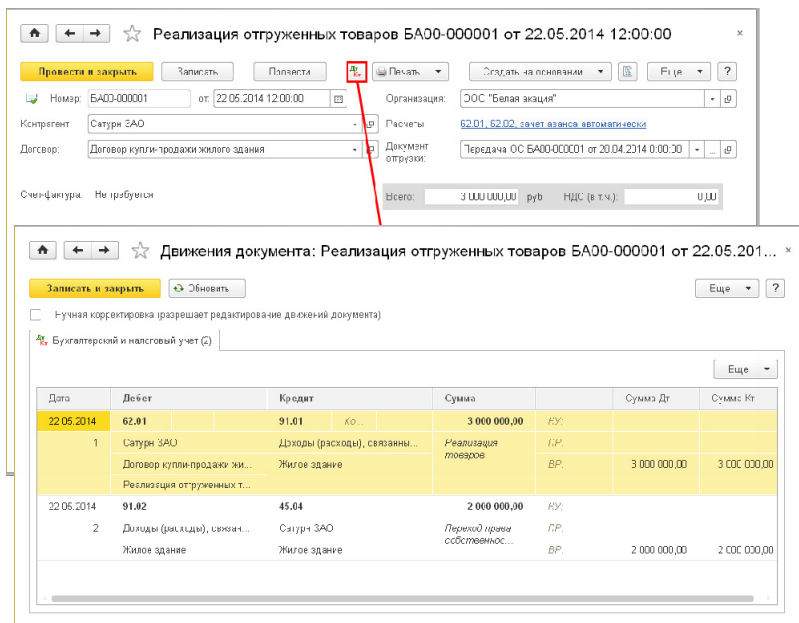 Реализация отгруженных товаров БА00-000001 от 22.05.2014 12:00:00
Провести и закрыть Записать Провести Дт Кт Печать Создать на основании Еще ?
Номер: БА00-000001 от: 22.05.2014 12:00:00 Организация: ООО "Белая акация"
Контрагент Сатурн ЗАО Расчеты 62.01, 62.02, зачет аванса автоматически
Договор: Договор купли-продажи жилого здания Документ отгрузки: Передача ОС БА00-000001 от 20.04.2014 0:00:00 ...
Счет-фактура: Не требуется Всего: 3 000 000,00 руб НДС (в т.ч.): 0,00
Движения документа: Реализация отгруженных товаров БА00-000001 от 22.05.201...
Записать и закрыть Обновить Еще ?
Ручная корректировка (разрешает редактирование движений документа)
Дт Кт Бухгалтерский и налоговый учет (2)
Еще
Дата Дебет Кредит Сумма Сумма Дт Сумма Кт
22.05.2014 62.01 91.01 Ко... 3 000 000,00 НУ:
1 Сатурн ЗАО Доходы (расходы), связанны... Реализация товаров ПР:
Договор купли-продажи жи... Жилое здание ВР: 3 000 000,00 3 000 000,00
Реализация отгруженных т...
22.05.2014 91.02 45.04 2 000 000,00 НУ:
2 Доходы (расходы), связан... Сатурн ЗАО Переход права собственнос... ПР:
Жилое здание Жилое здание ВР: 2 000 000,00 2 000 000,00